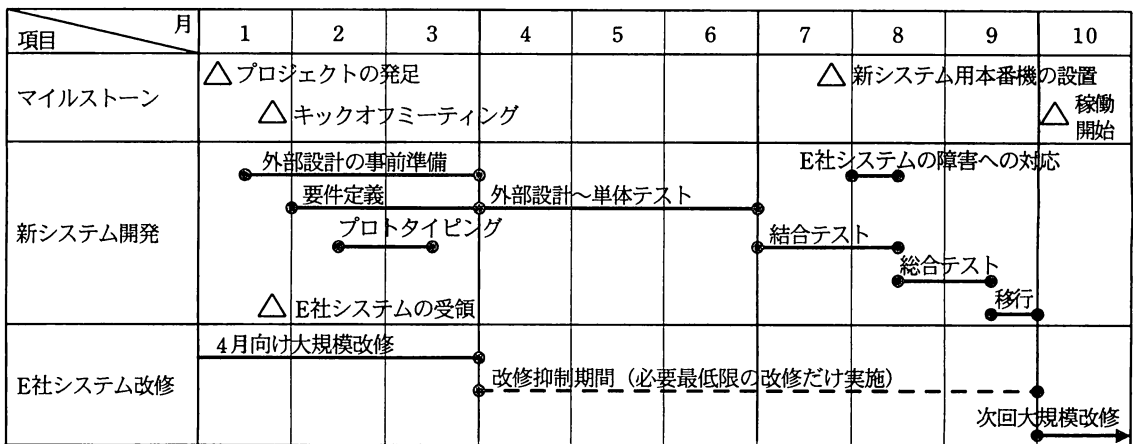 月
項目
1 2 3 4 5 6 7 8 9 10
マイルストーン
プロジェクトの発足
新システム用本番機の設置
キックオフミーティング
稼働
開始
新システム開発
外部設計の事前準備
E社システムの障害への対応
要件定義
外部設計~単体テスト
プロトタイピング
結合テスト
総合テスト
移行
E社システムの受領
E社システム改修
4月向け大規模改修
改修抑制期間(必要最低限の改修だけ実施)
次回大規模改修